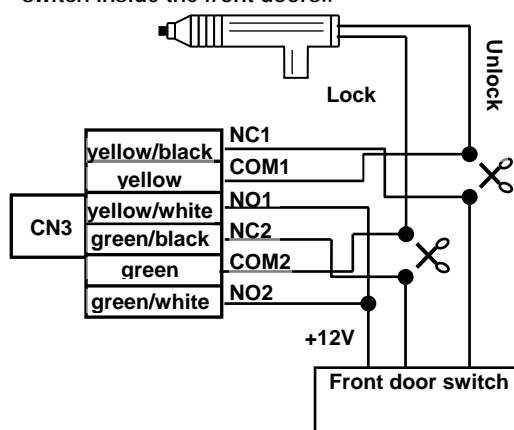 switch inside the front doors..
Unlock
Lock
NC1
yellow/black
COM1
yellow
NO1
yellow/white
CN3
NC2
green/black
COM2
green
NO2
green/white
+12V
Front door switch